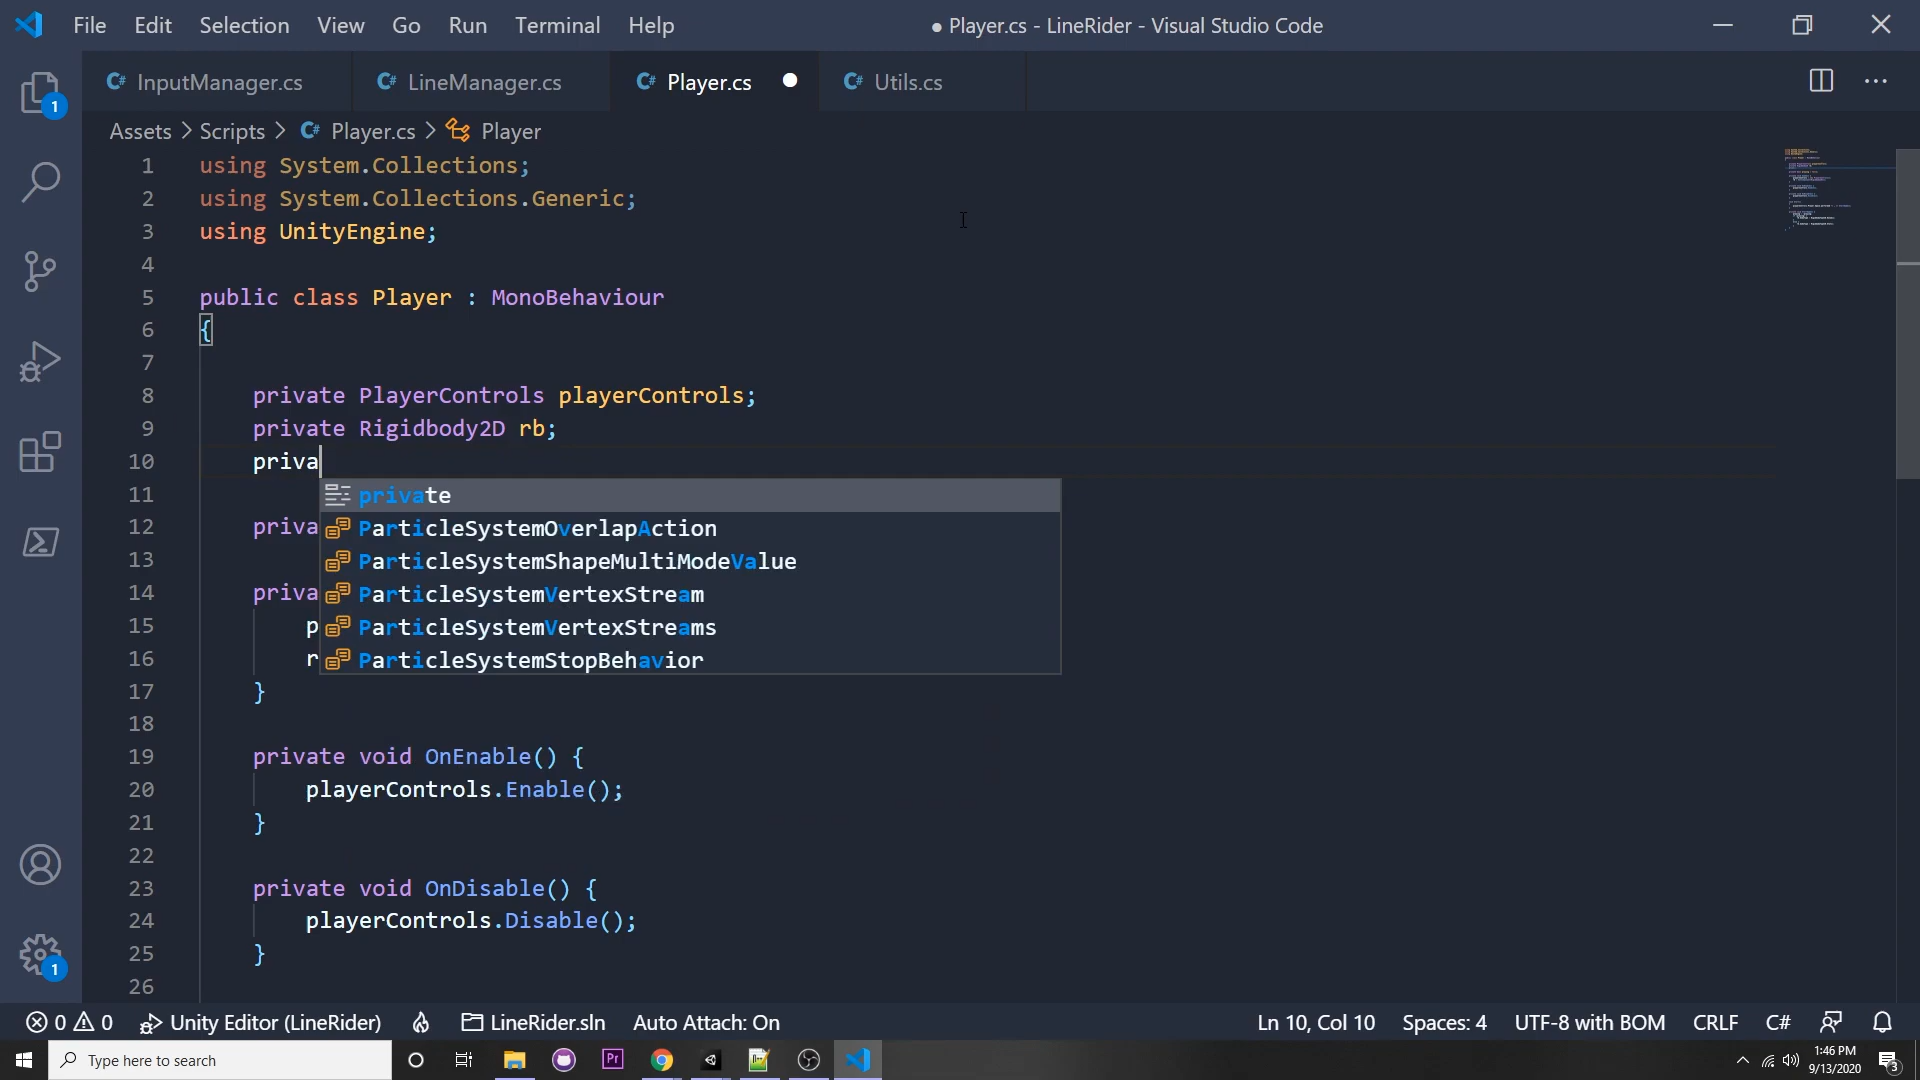 File Edit Selection View Go Run Terminal Help
● Player.cs - LineRider - Visual Studio Code
InputManager.cs LineManager.cs Player.cs Utils.cs
Assets > Scripts > Player.cs > Player
1 using System.Collections;
2 using System.Collections.Generic;
3 using UnityEngine;
4
5 public class Player : MonoBehaviour
6 {
7
8 private PlayerControls playerControls;
9 private Rigidbody2D rb;
10 priva
11 private
ParticleSystemOverlapAction
12 priva
13 ParticleSystemShapeMultiModeValue
14 priva ParticleSystemVertexStream
15 p ParticleSystemVertexStreams
16 r ParticleSystemStopBehavior
17 }
18
19 private void OnEnable() {
20 playerControls.Enable();
21 }
22
23 private void OnDisable() {
24 playerControls.Disable();
25 }
26
0 0 Unity Editor (LineRider) LineRider.sln Auto Attach: On Ln 10, Col 10 Spaces: 4 UTF-8 with BOM CRLF C#
Type here to search
1:46 PM
9/13/2020